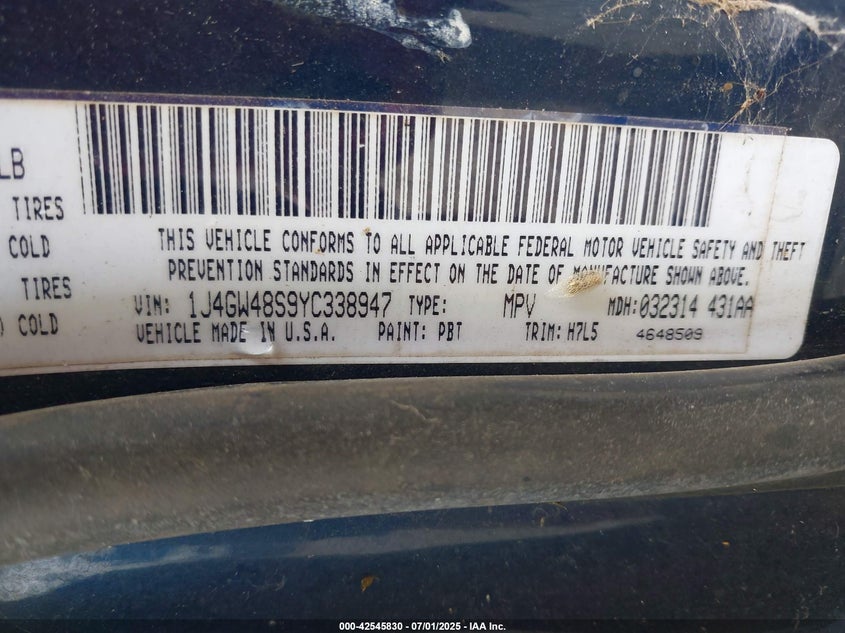 LB
TIRES
COLD
TIRES
COLD
THIS VEHICLE CONFORMS TO ALL APPLICABLE FEDERAL MOTOR VEHICLE SAFETY AND THEFT
PREVENTION STANDARDS IN EFFECT ON THE DATE OF MANUFACTURE SHOWN ABOVE.
VIN: 1J4GW48S9YC338947 TYPE: MPV MDH:032314 431AA
VEHICLE MADE IN U.S.A. PAINT: PBT TRIM: H7L5 4648509
000-42545830 - 07/01/2025 - IAA Inc.